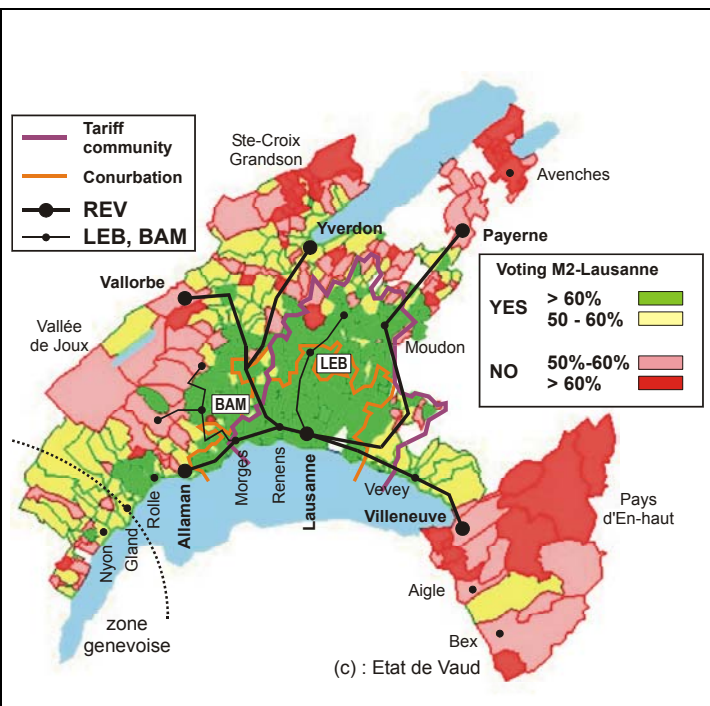 Tariff
community
Conurbation
REV
LEB, BAM
Ste-Croix
Grandson
Avenches
Yverdon
Payerne
Vallorbe
Voting M2-Lausanne
YES > 60%
50 - 60%
NO 50%-60%
> 60%
Vallée
de Joux
Moudon
LEB
BAM
Morges
Renens
Lausanne
Vevey
Villeneuve
Allaman
Rolle
Gland
Nyon
Pays
d'En-haut
Aigle
zone
genevoise
Bex
(c) : Etat de Vaud